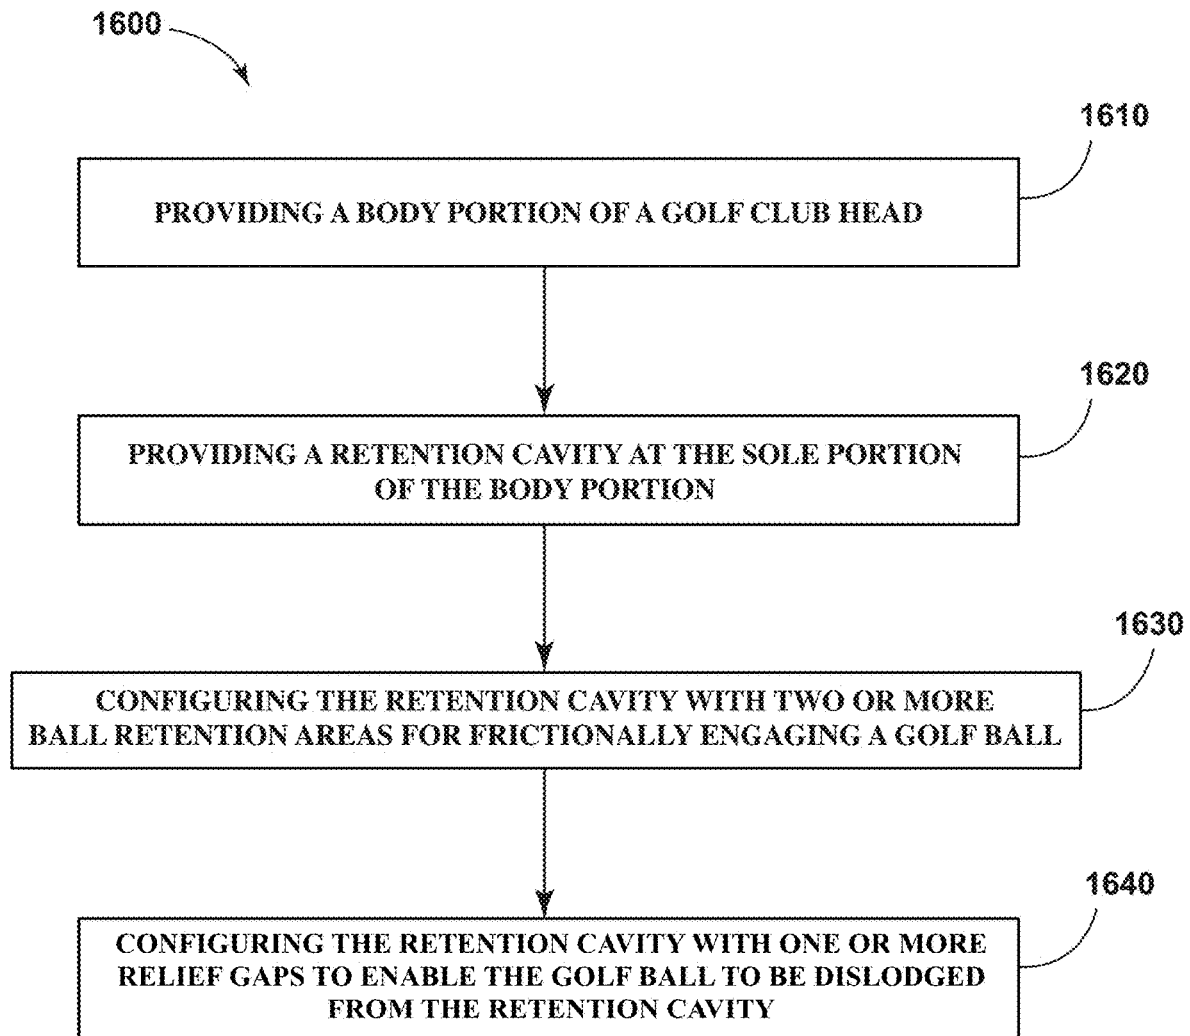 1600
1610
PROVIDING A BODY PORTION OF A GOLF CLUB HEAD
1620
PROVIDING A RETENTION CAVITY AT THE SOLE PORTION
OF THE BODY PORTION
1630
CONFIGURING THE RETENTION CAVITY WITH TWO OR MORE
BALL RETENTION AREAS FOR FRICTIONALLY ENGAGING A GOLF BALL
1640
CONFIGURING THE RETENTION CAVITY WITH ONE OR MORE
RELIEF GAPS TO ENABLE THE GOLF BALL TO BE DISLODGED
FROM THE RETENTION CAVITY